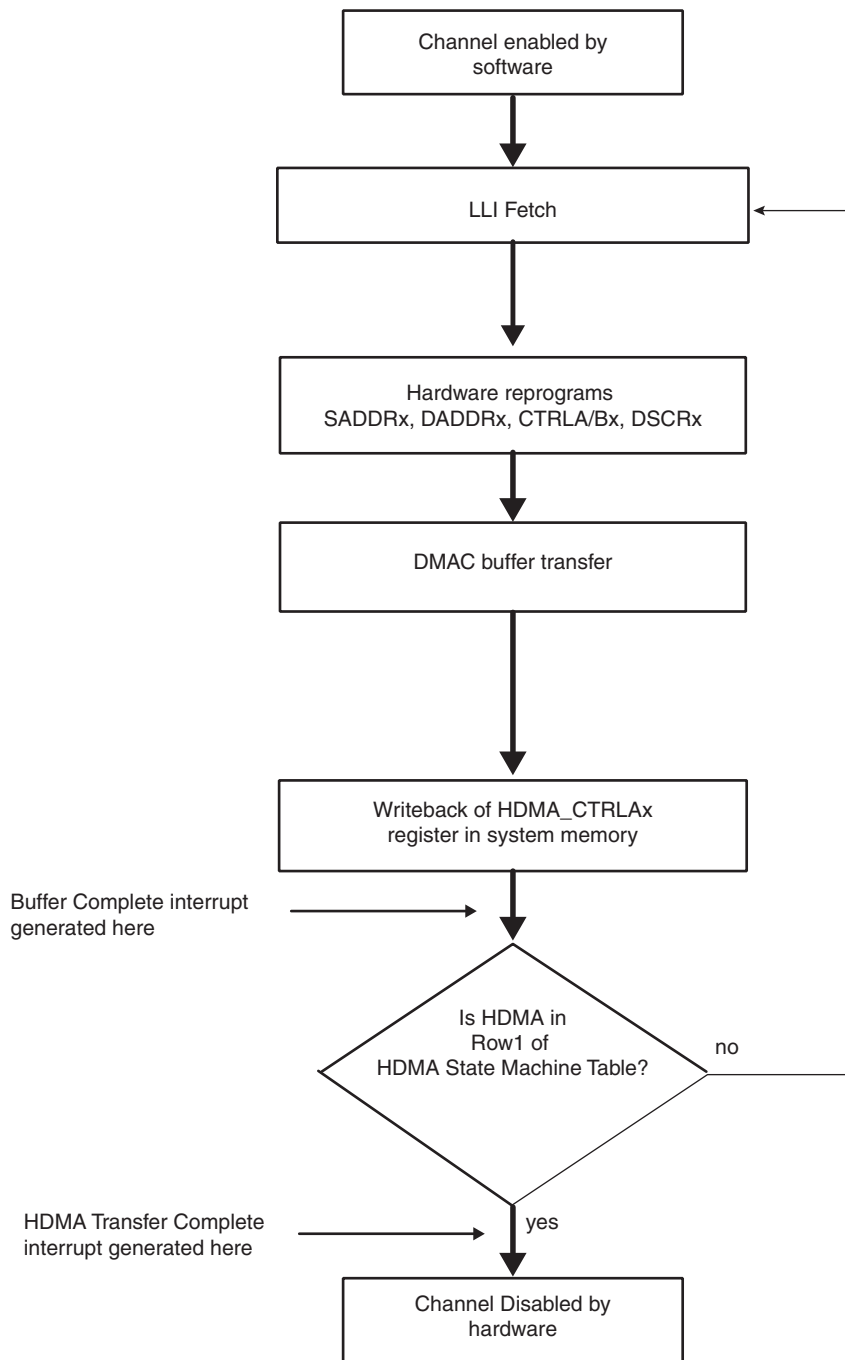 Channel enabled by
software
LLI Fetch
Hardware reprograms
SADDRx, DADDRx, CTRLA/Bx, DSCRx
DMAC buffer transfer
Writeback of HDMA_CTRLAx
register in system memory
Buffer Complete interrupt
generated here
Is HDMA in
Row1 of
HDMA State Machine Table?
no
HDMA Transfer Complete
interrupt generated here
yes
Channel Disabled by
hardware